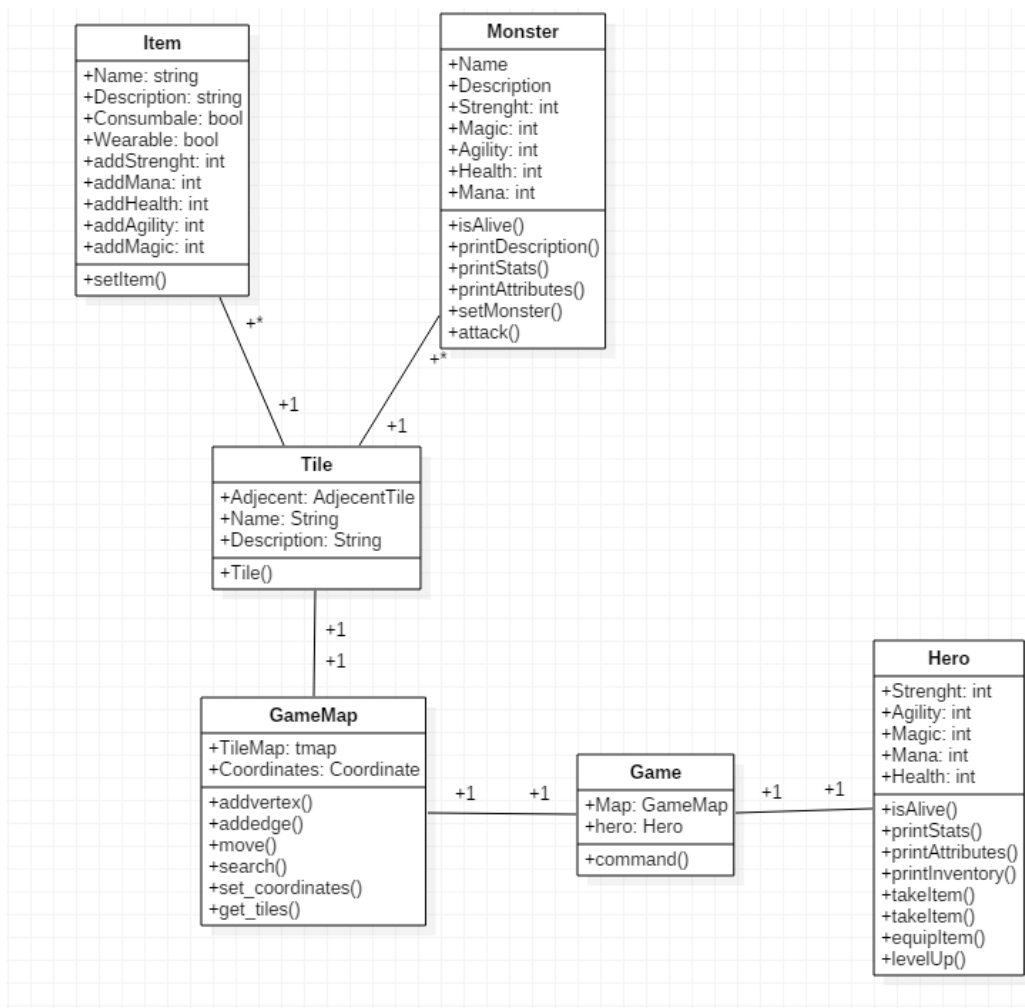 Item
+Name: string
+Description: string
+Consumbale: bool
+Wearable: bool
+addStrenght: int
+addMana: int
+addHealth: int
+addAgility: int
+addMagic: int
+setItem()
Monster
+Name
+Description
+Strenght: int
+Magic: int
+Agility: int
+Health: int
+Mana: int
+isAlive()
+printDescription()
+printStats()
+printAttributes()
+setMonster()
+attack()
+*
+*
+1
+1
Tile
+Adjecent: AdjecentTile
+Name: String
+Description: String
+Tile()
+1
+1
GameMap
+TileMap: tmap
+Coordinates: Coordinate
+addvertex()
+addedge()
+move()
+search()
+set_coordinates()
+get_tiles()
+1
+1
Game
+Map: GameMap
+hero: Hero
+command()
+1
+1
Hero
+Strenght: int
+Agility: int
+Magic: int
+Mana: int
+Health: int
+isAlive()
+printStats()
+printAttributes()
+printInventory()
+takeItem()
+takeItem()
+equipItem()
+levelUp()